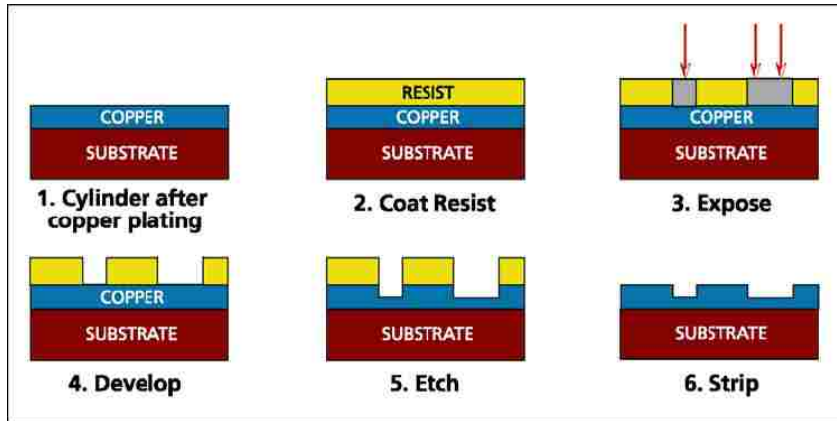 COPPER
SUBSTRATE
1. Cylinder after
copper plating
RESIST
COPPER
SUBSTRATE
2. Coat Resist
COPPER
SUBSTRATE
3. Expose
COPPER
SUBSTRATE
4. Develop
SUBSTRATE
5. Etch
SUBSTRATE
6. Strip